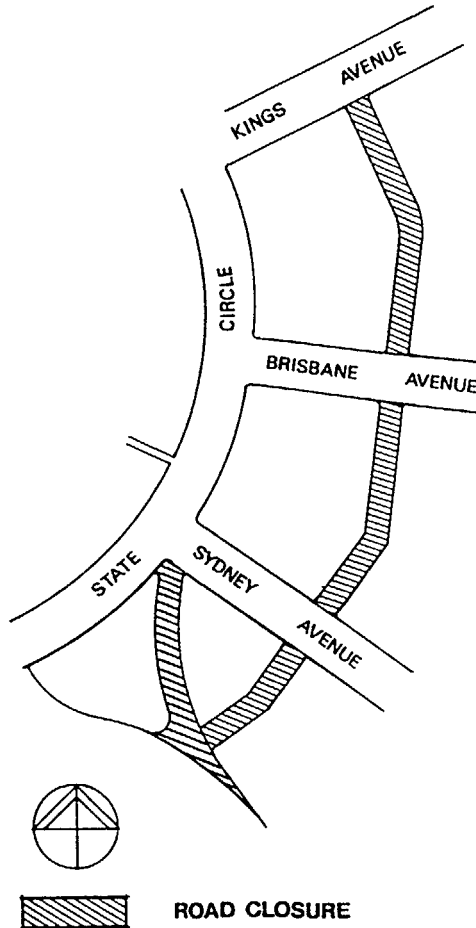 KINGS AVENUE
CIRCLE
BRISBANE AVENUE
STATE
SYDNEY AVENUE
ROAD CLOSURE